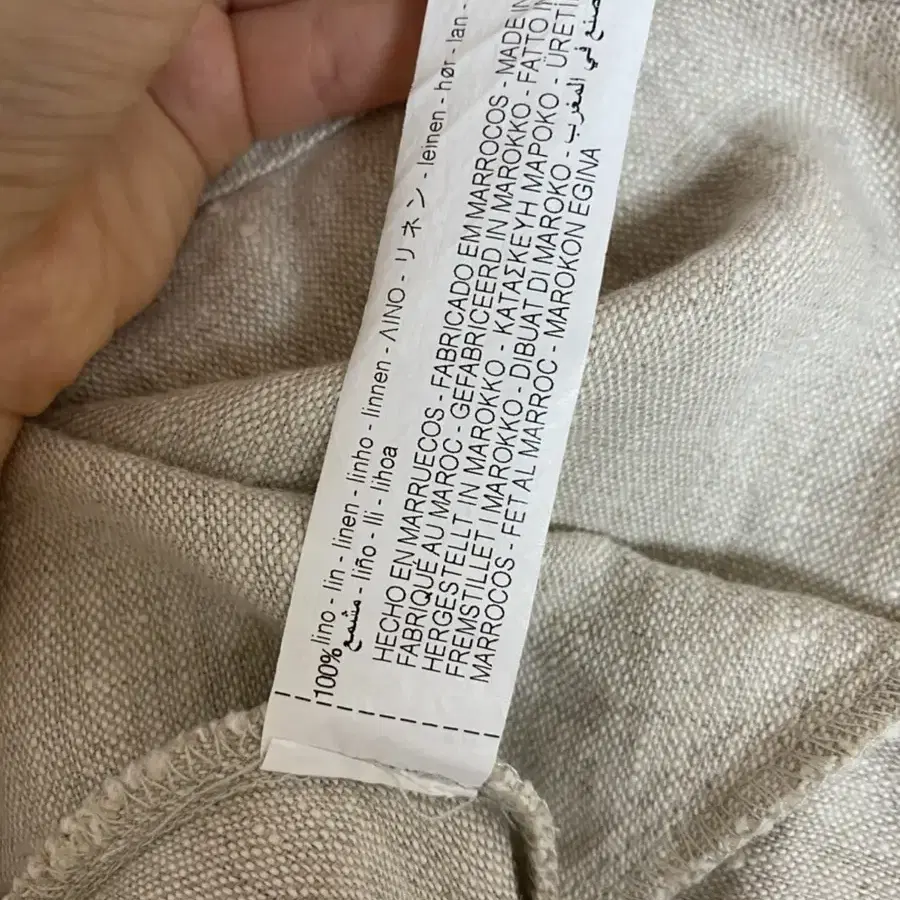 100% lino - lin - linen - linho - linnen - ΛΙΝΟ - リネン - leinen - hør - lan -
مشمع - liño - lli - lihoa
HECHO EN MARRUECOS - FABRICADO EM MARROCOS - MADE IN
FABRIQUÉ AU MAROC - GEFABRICEERD IN MAROKKO - FATTO IN
HERGESTELLT IN MAROKKO - ΚΑΤΑΣΚΕΥΗ ΜΑΡΟΚΟ - ÜRETİ
FREMSTILLET I MAROKKO - DIBUAT DI MAROKO - صنع في المغرب
MARROCOS - FET AL MARROC - MAROKON EGINA